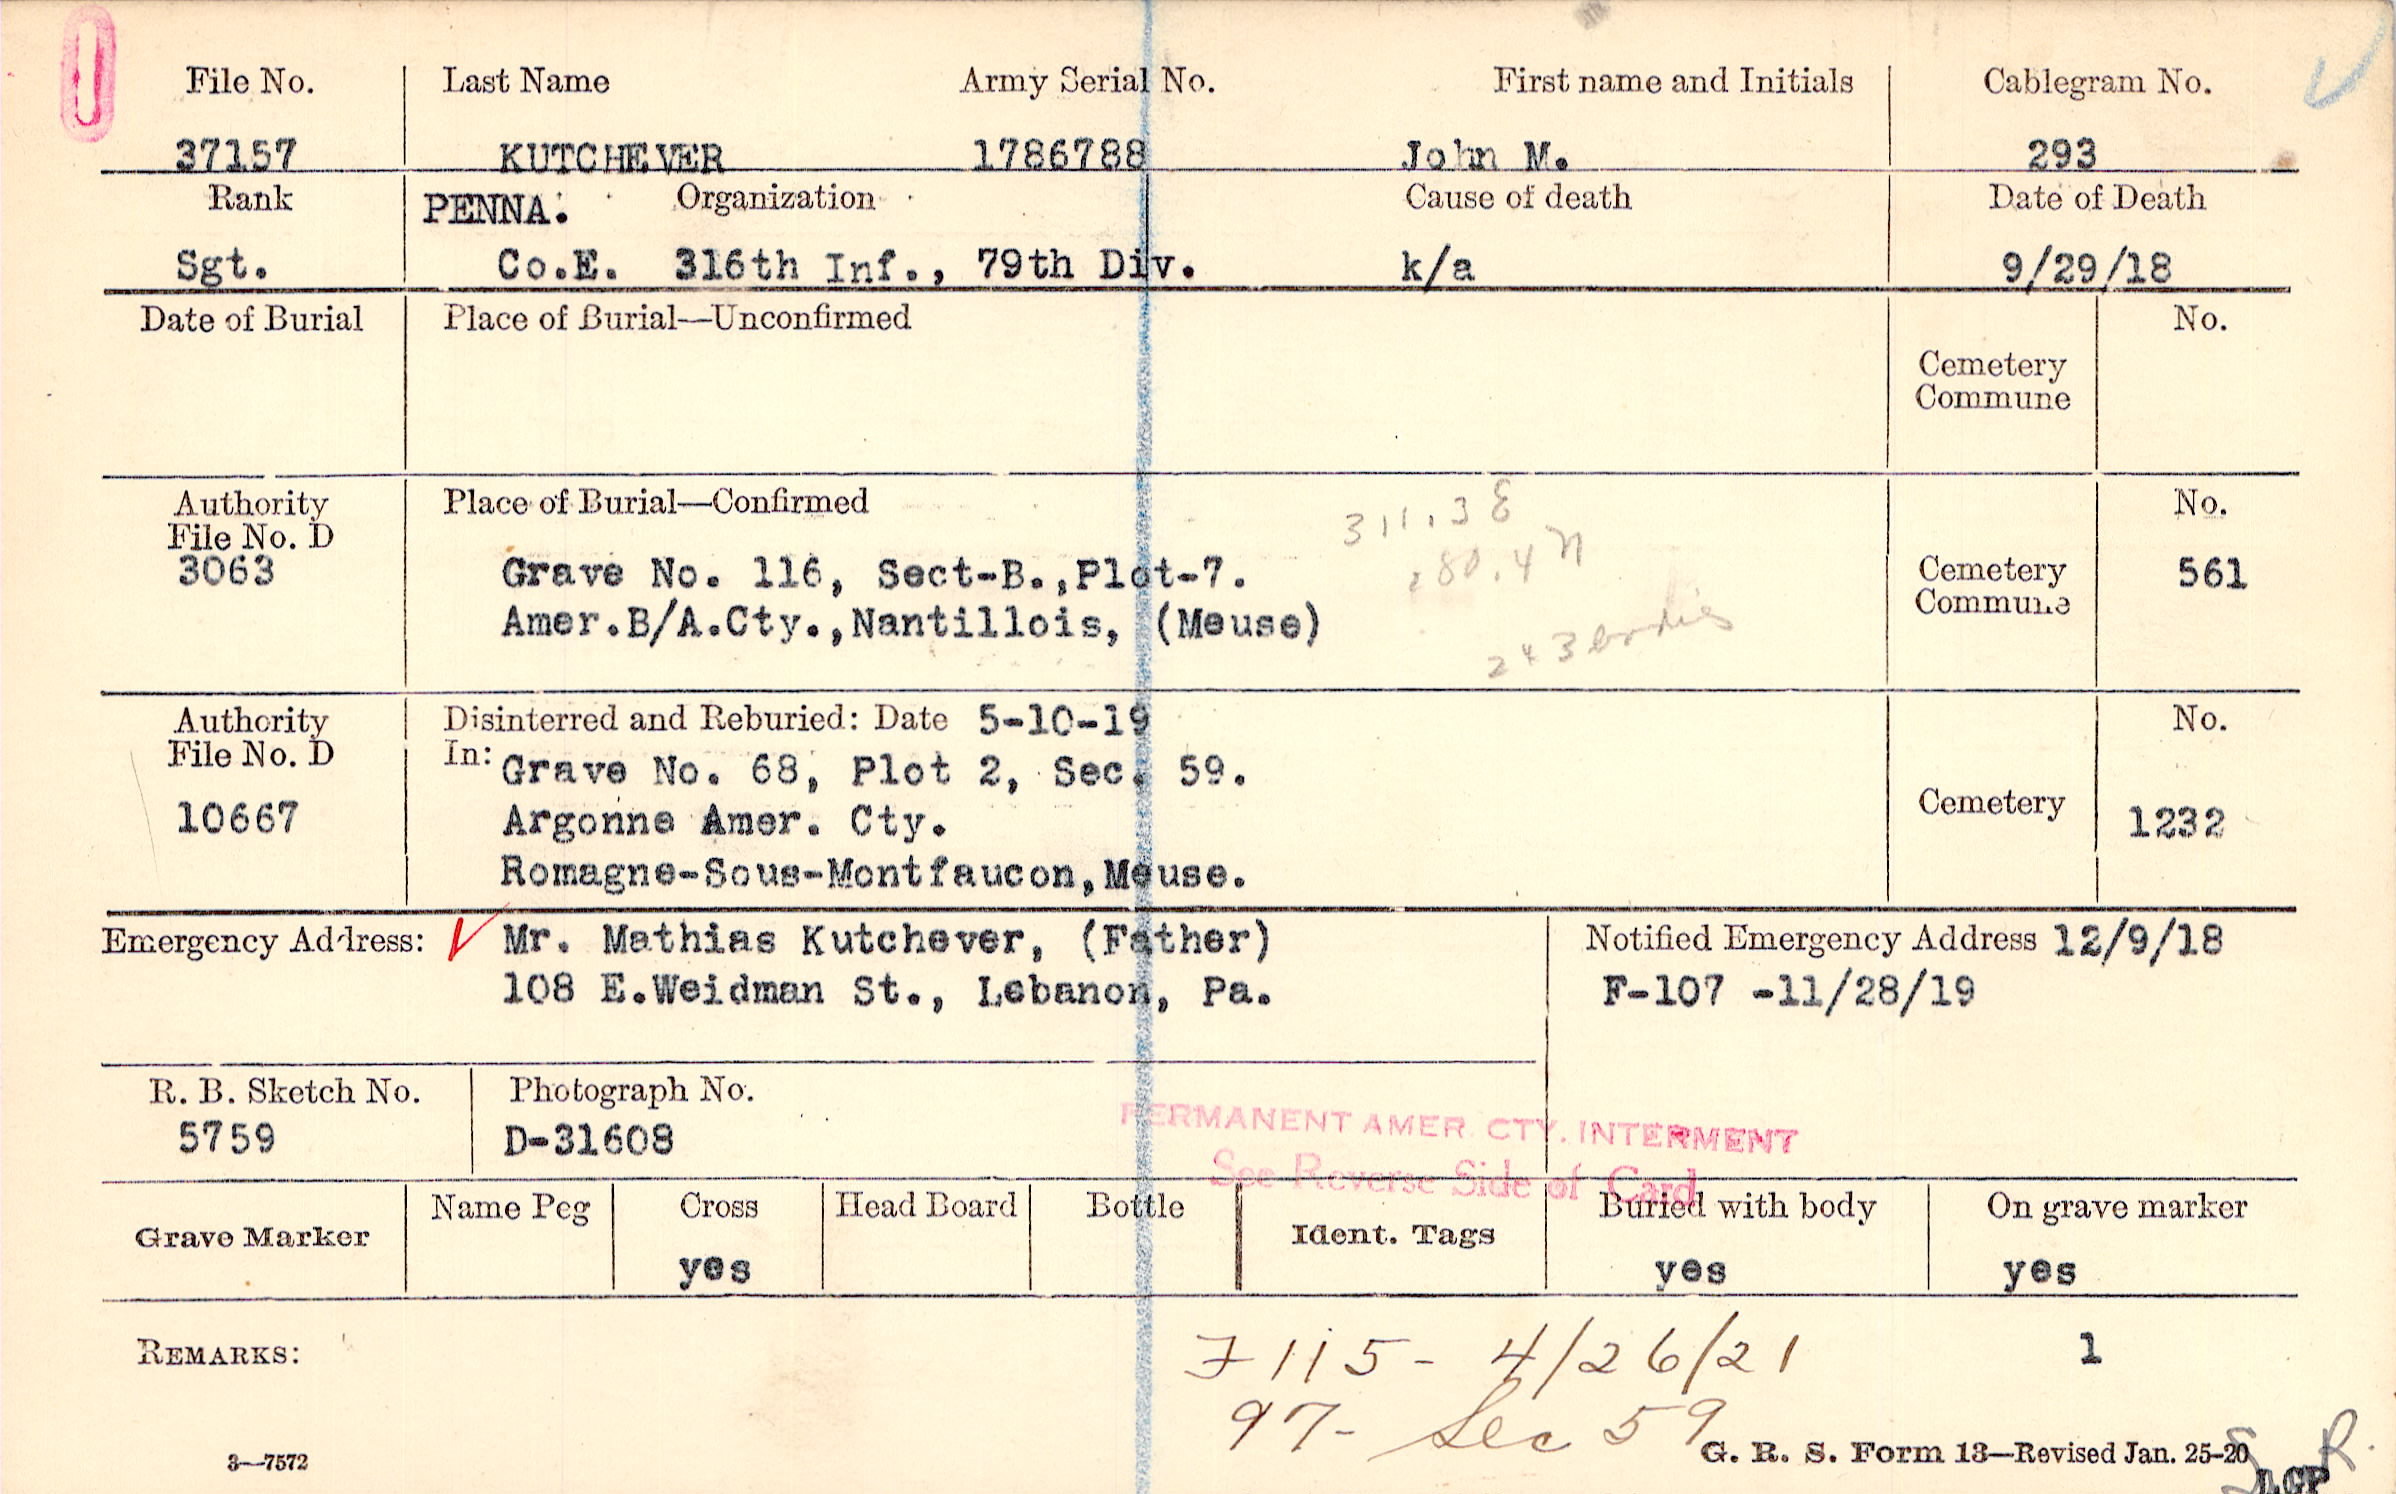 File No. Last Name Army Serial No. First name and Initials Cablegram No.
37157 KUTCHEVER 1786788 John M. 293
Rank PENNA. Organization Cause of death Date of Death
Sgt. Co.E. 316th Inf., 79th Div. k/a 9/29/18
Date of Burial Place of Burial—Unconfirmed No.
Cemetery
Commune
Authority Place of Burial—Confirmed No.
File No. D
3063
311.3 E
280.4 N
Grave No. 116, Sect-B.,Plot-7. Cemetery 561
Commune
Amer.B/A.Cty.,Nantillois, (Meuse)
243 bodies
Authority Disinterred and Reburied: Date 5-10-19 No.
File No. D In: Grave No. 68, Plot 2, Sec. 59.
10667 Argonne Amer. Cty. Cemetery 1232
Romagne-Sous-Montfaucon,Meuse.
Emergency Address: Mr. Mathias Kutchever, (Father) Notified Emergency Address 12/9/18
108 E.Weidman St., Lebanon, Pa. F-107 -11/28/19
R. B. Sketch No. Photograph No.
5759 D-31608
PERMANENT AMER. CTY. INTERMENT
See Reverse Side of Card
Grave Marker Name Peg Cross Head Board Bottle Ident. Tags Buried with body On grave marker
yes yes yes
REMARKS: F 115- 4/26/21 1
97- Sec 59
3—7572 G. R. S. Form 13—Revised Jan. 25-20